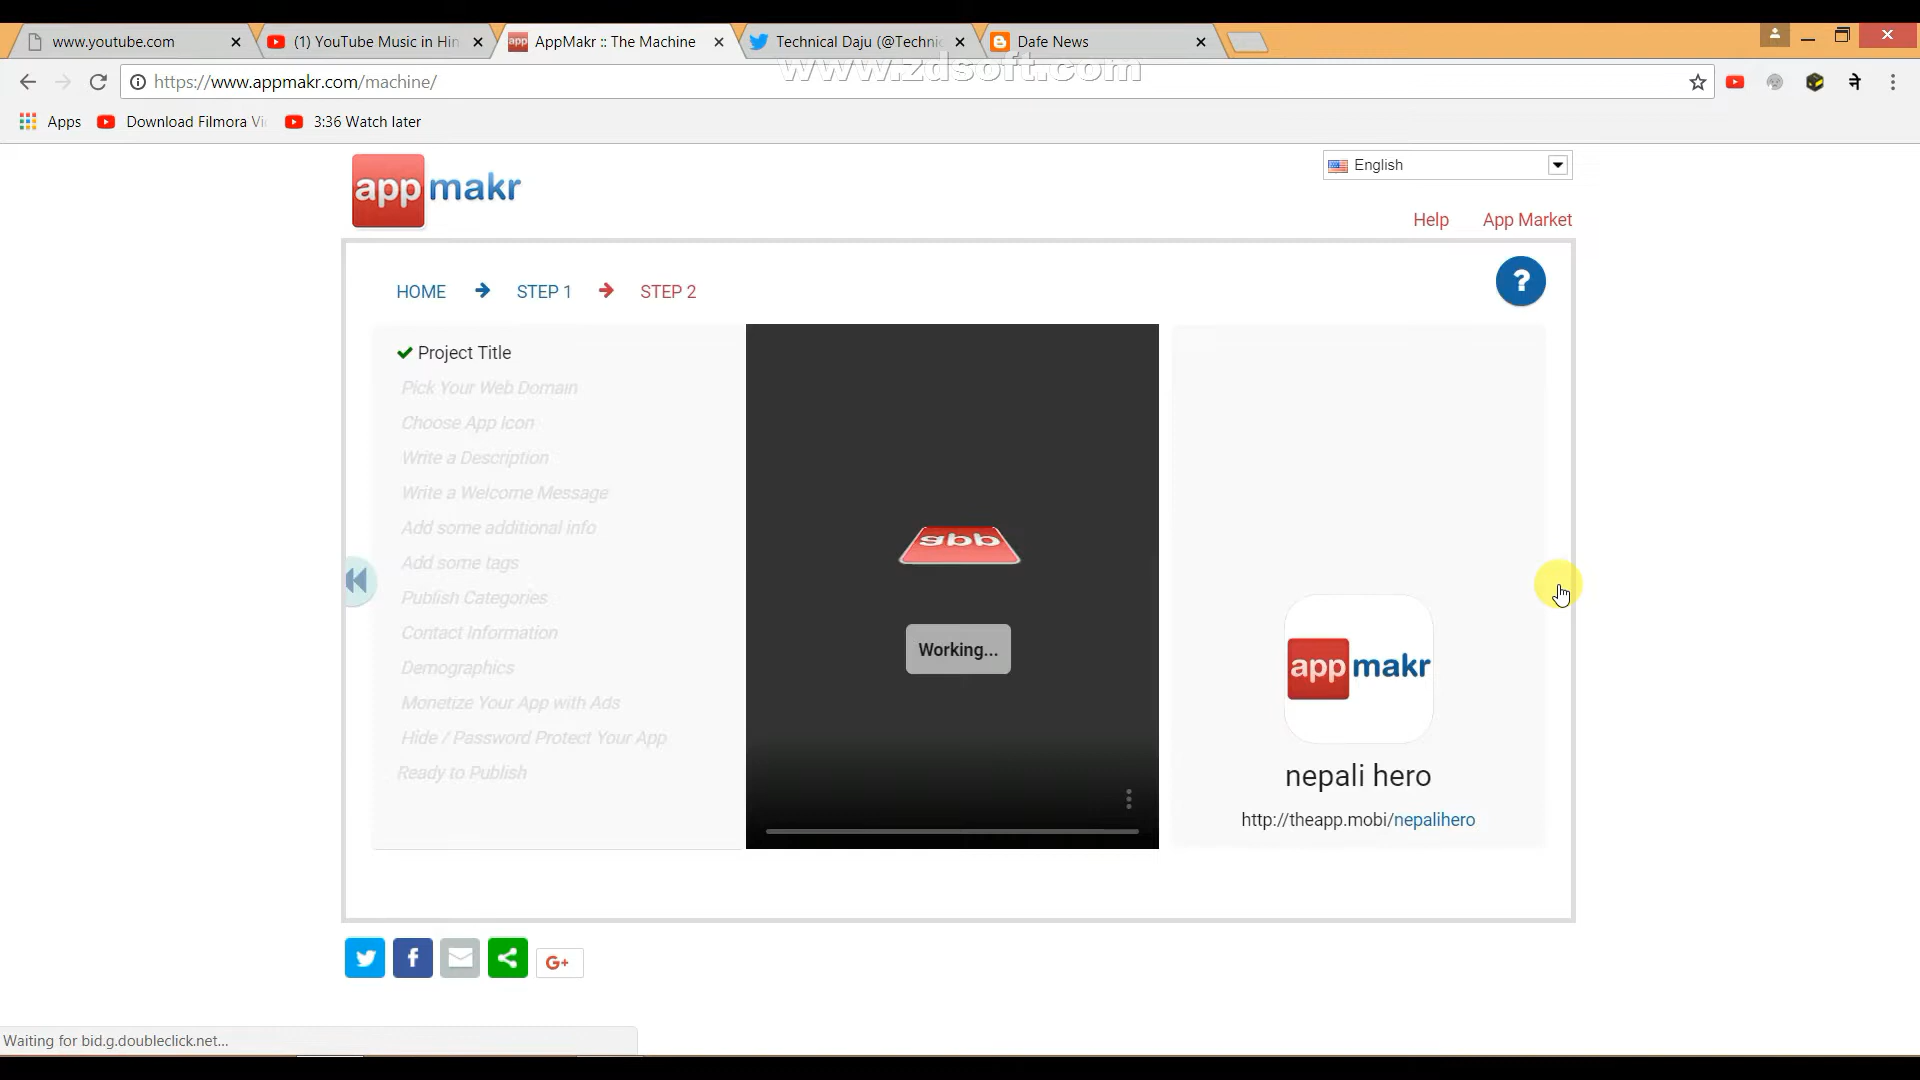 www.youtube.com
(1) YouTube Music in Hin
app
AppMakr :: The Machine
Technical Daju (@Technic
Dafe News
www.zdsoft.com
https://www.appmakr.com/machine/
ने
Apps
Download Filmora Vi
3:36 Watch later
app makr
English
Help
App Market
HOME
STEP 1
STEP 2
?
Project Title
Pick Your Web Domain
Choose App Icon
Write a Description
Write a Welcome Message
Add some additional info
Add some tags
Publish Categories
Contact Information
Demographics
Monetize Your App with Ads
Hide / Password Protect Your App
Ready to Publish
app
Working...
app makr
nepali hero
http://theapp.mobi/nepalihero
f
G+
Waiting for bid.g.doubleclick.net...